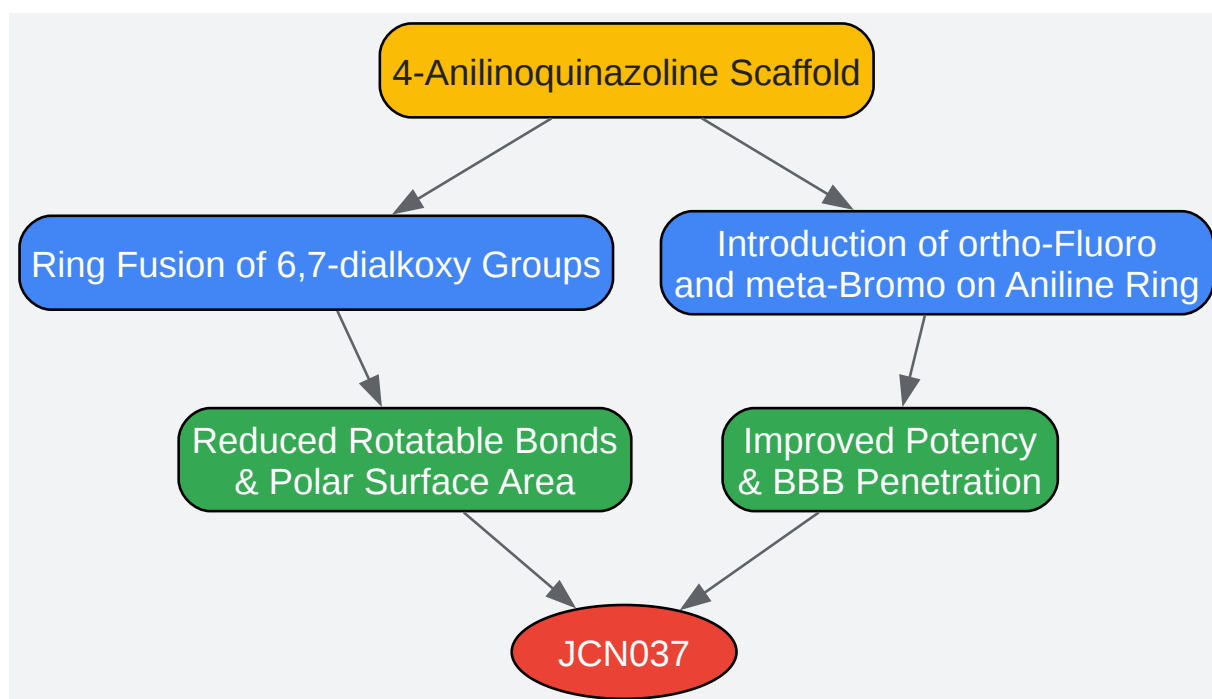 4-Anilinoquinazoline Scaffold
Ring Fusion of 6,7-dialkoxy Groups
Introduction of ortho-Fluoro
and meta-Bromo on Aniline Ring
Reduced Rotatable Bonds
& Polar Surface Area
Improved Potency
& BBB Penetration
JCN037